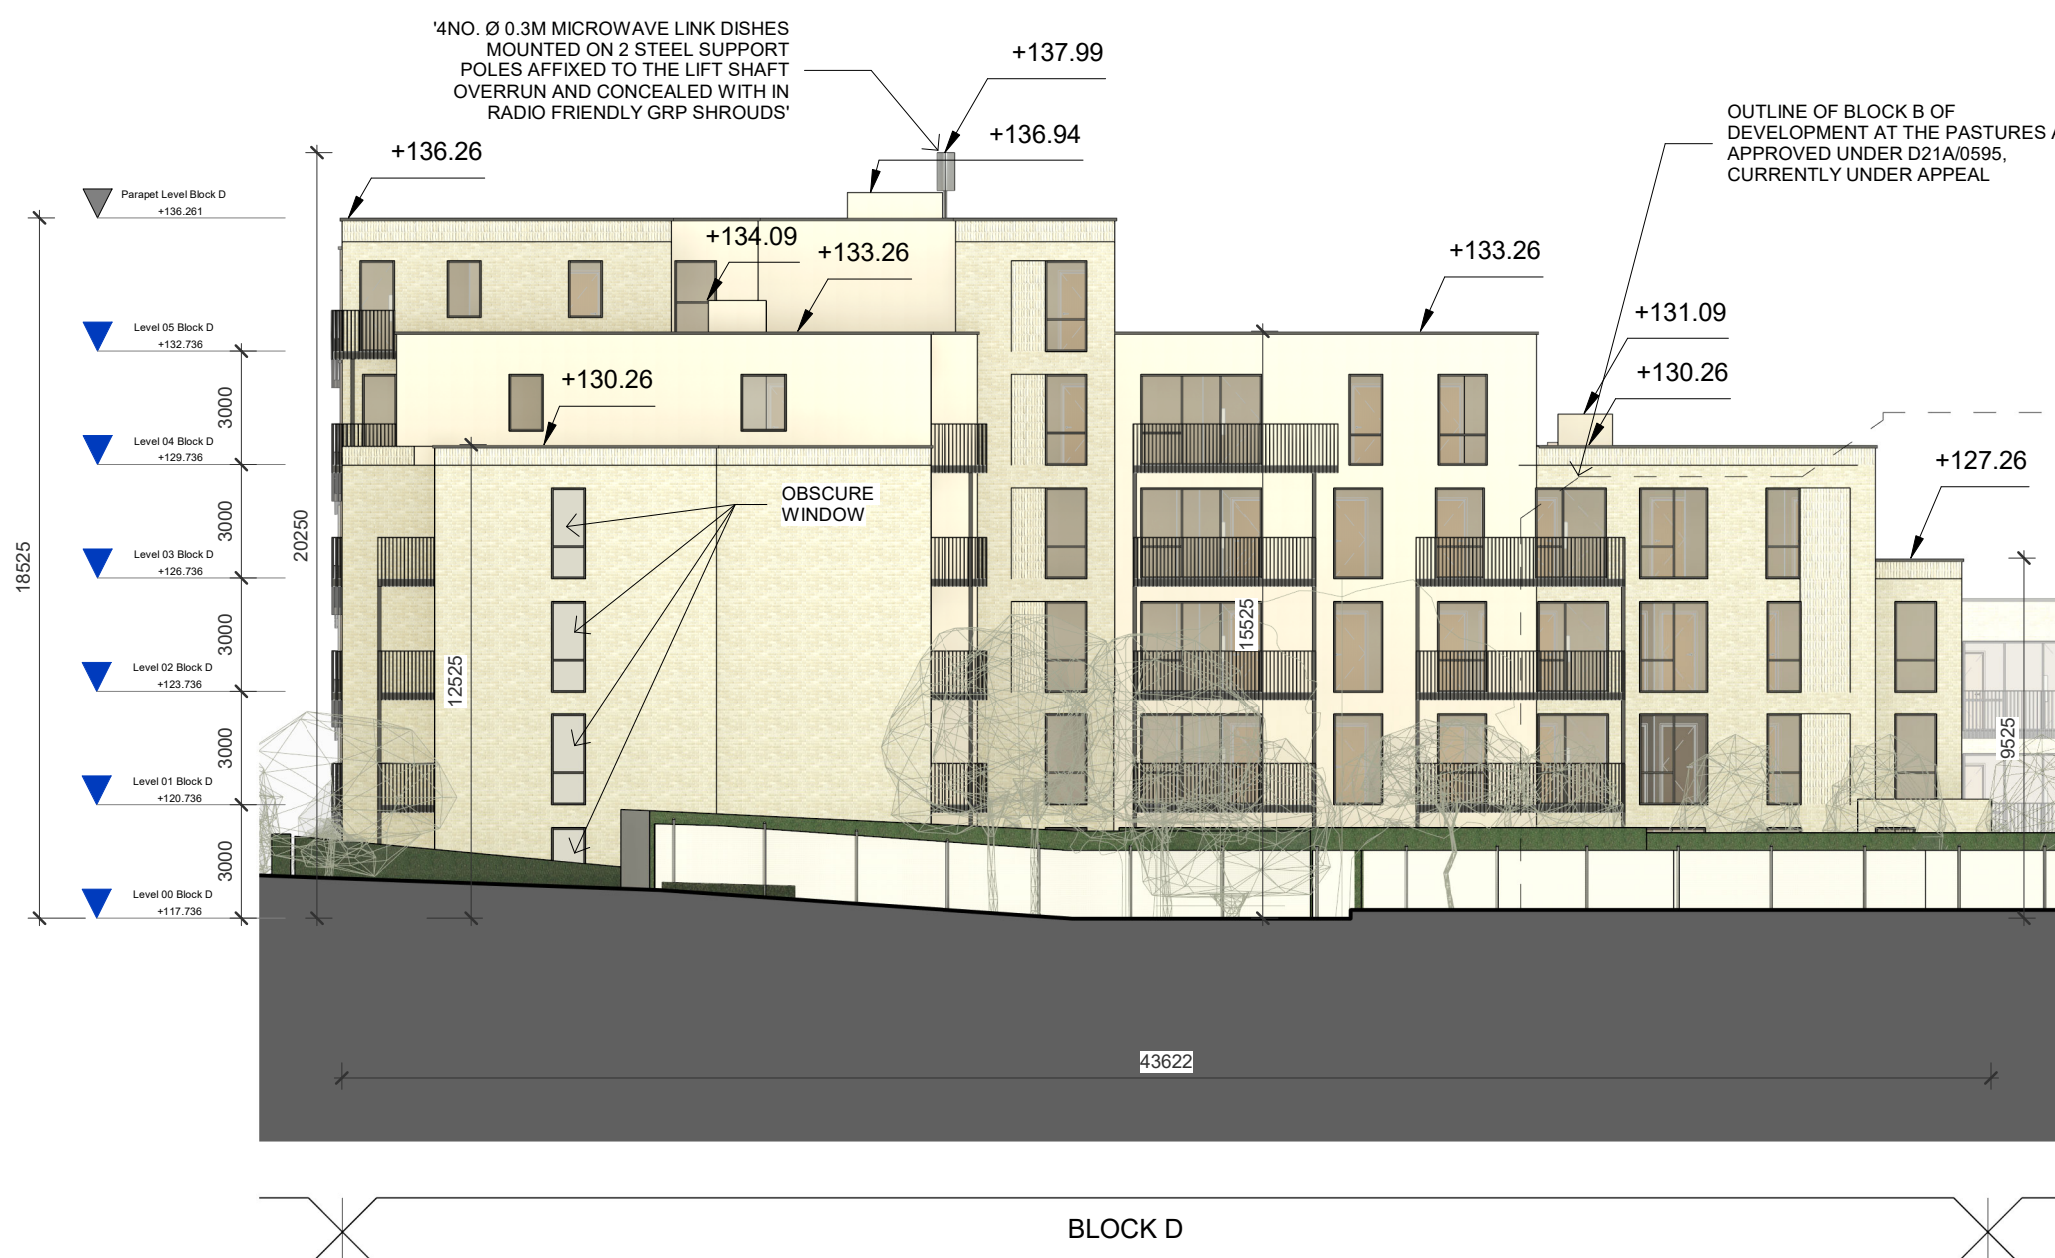 '4NO. Ø 0.3M MICROWAVE LINK DISHES
MOUNTED ON 2 STEEL SUPPORT
POLES AFFIXED TO THE LIFT SHAFT
OVERRUN AND CONCEALED WITH IN
RADIO FRIENDLY GRP SHROUDS'
+137.99
+136.94
+136.26
OUTLINE OF BLOCK B OF
DEVELOPMENT AT THE PASTURES A
APPROVED UNDER D21A/0595,
CURRENTLY UNDER APPEAL
Parapet Level Block D
+136.261
+134.09
+133.26
+133.26
+131.09
+130.26
+130.26
+127.26
Level 05 Block D
+132.736
3000
Level 04 Block D
+129.736
3000
Level 03 Block D
+126.736
3000
Level 02 Block D
+123.736
3000
Level 01 Block D
+120.736
3000
Level 00 Block D
+117.736
18525
20250
12525
OBSCURE
WINDOW
15525
9525
43622
BLOCK D